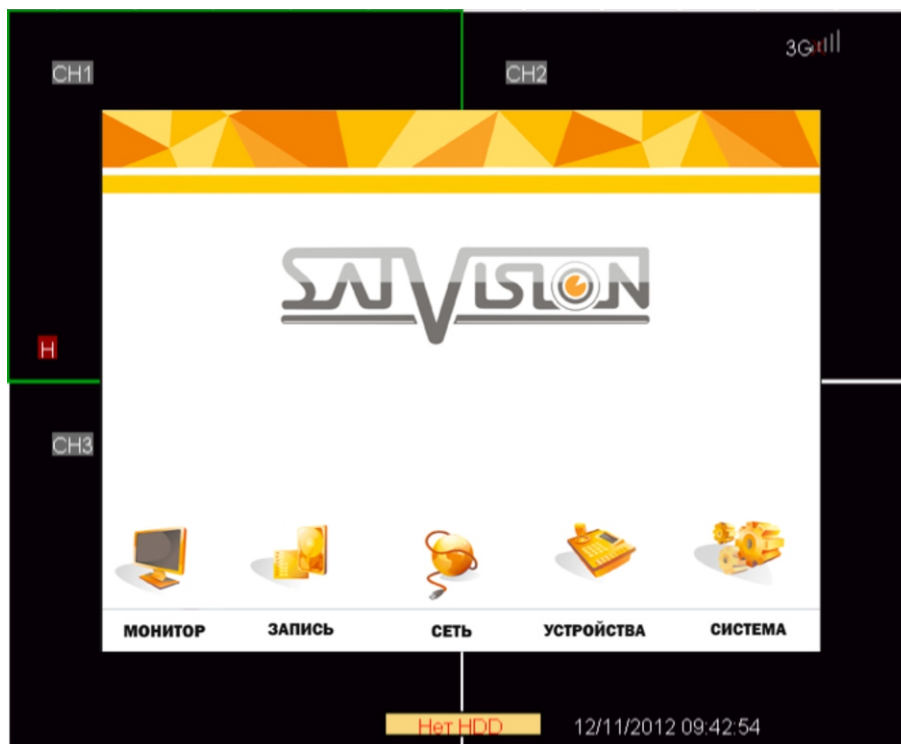 3G
CH1
CH2
SATVISION
H
CH3
МОНИТОР
ЗАПИСЬ
СЕТЬ
УСТРОЙСТВА
СИСТЕМА
Нет HDD
12/11/2012 09:42:54